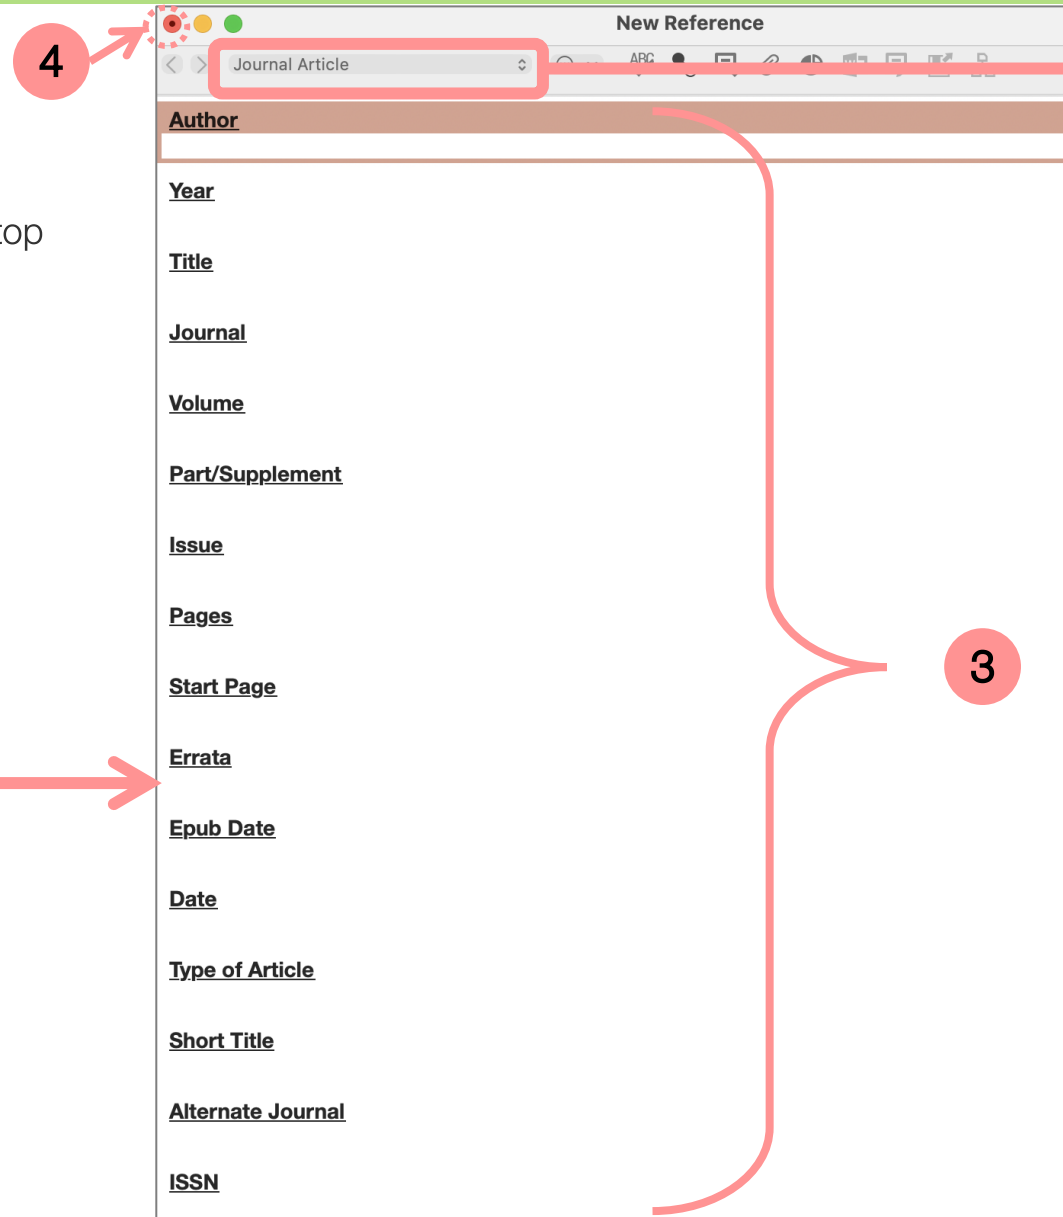 New Reference
4
Journal Article
ABC
Author
Year
top
Title
Journal
Volume
Part/Supplement
Issue
Pages
3
Start Page
Errata
Epub Date
Date
Type of Article
Short Title
Alternate Journal
ISSN